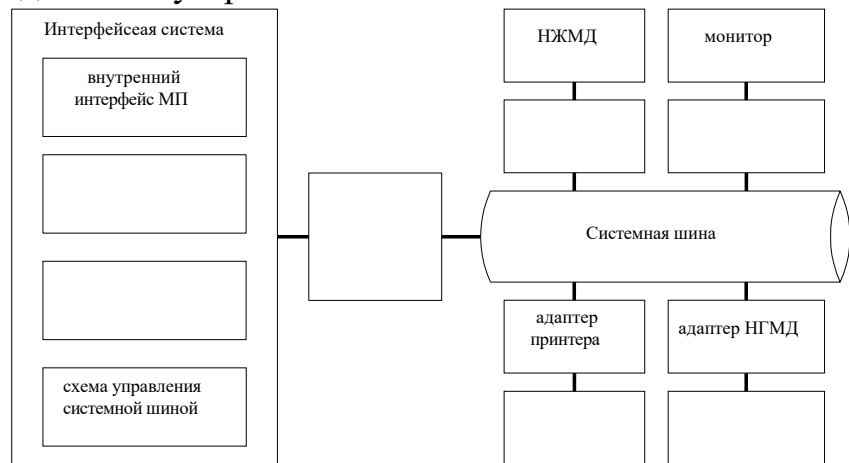 Интерфейсеая система
внутренний
интерфейс МП
схема управления
системной шиной
НЖМД
монитор
Системная шина
адаптер
принтера
адаптер НГМД